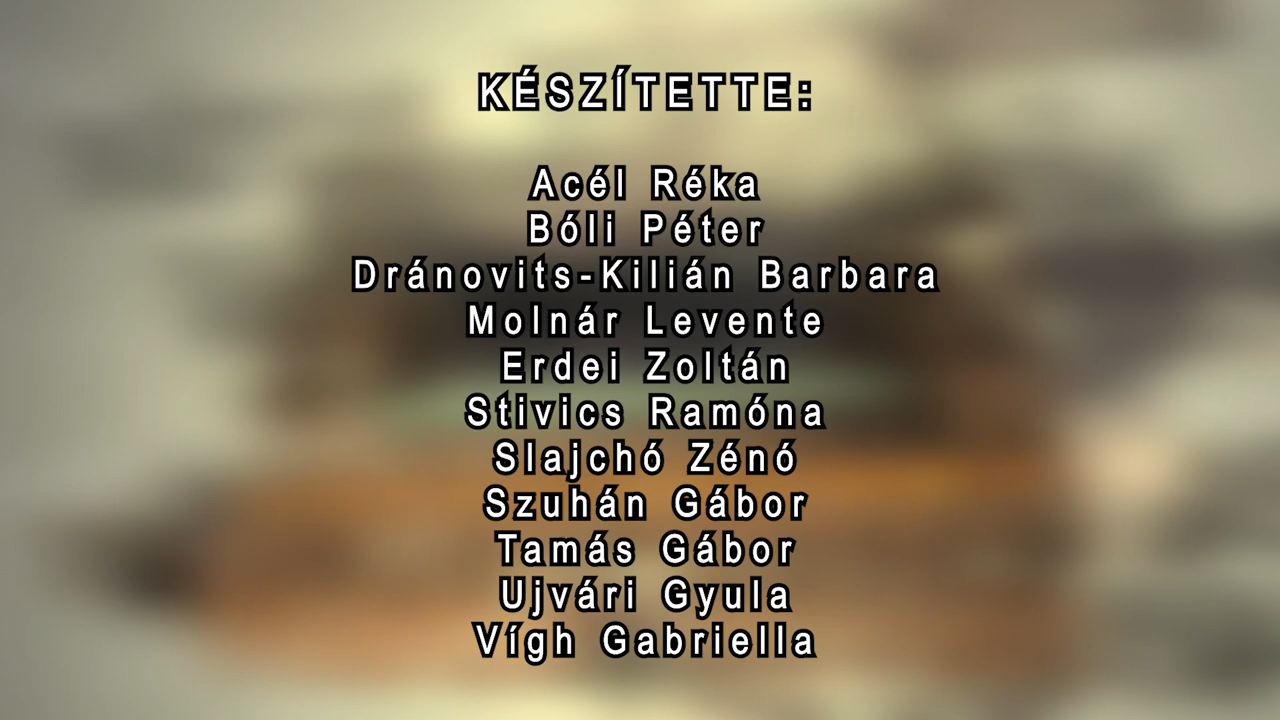 KÉSZÍTETTE:
Acél Réka
Bóli Péter
Dránovits-Kilián Barbara
Molnár Levente
Erdei Zoltán
Stivics Ramóna
Slajchó Zénó
Szuhán Gábor
Tamás Gábor
Ujvári Gyula
Vígh Gabriella